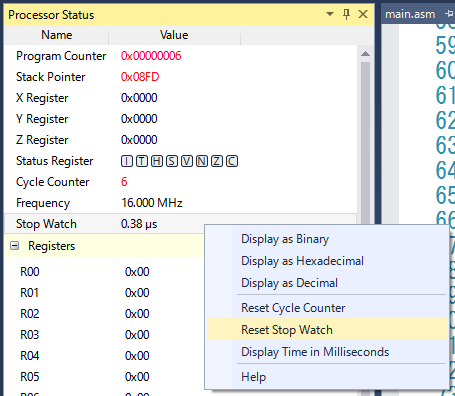 Processor Status
main.asm
Name Value
Program Counter 0x00000006
Stack Pointer 0x08FD
X Register 0x0000
Y Register 0x0000
Z Register 0x0000
Status Register I T H S V N Z C
Cycle Counter 6
Frequency 16.000 MHz
Stop Watch 0.38 µs
Registers
R00 0x00
R01 0x00
R02 0x00
R03 0x00
R04 0x00
R05 0x00
Display as Binary
Display as Hexadecimal
Display as Decimal
Reset Cycle Counter
Reset Stop Watch
Display Time in Milliseconds
Help
59
60
61
62
63
64
65
66